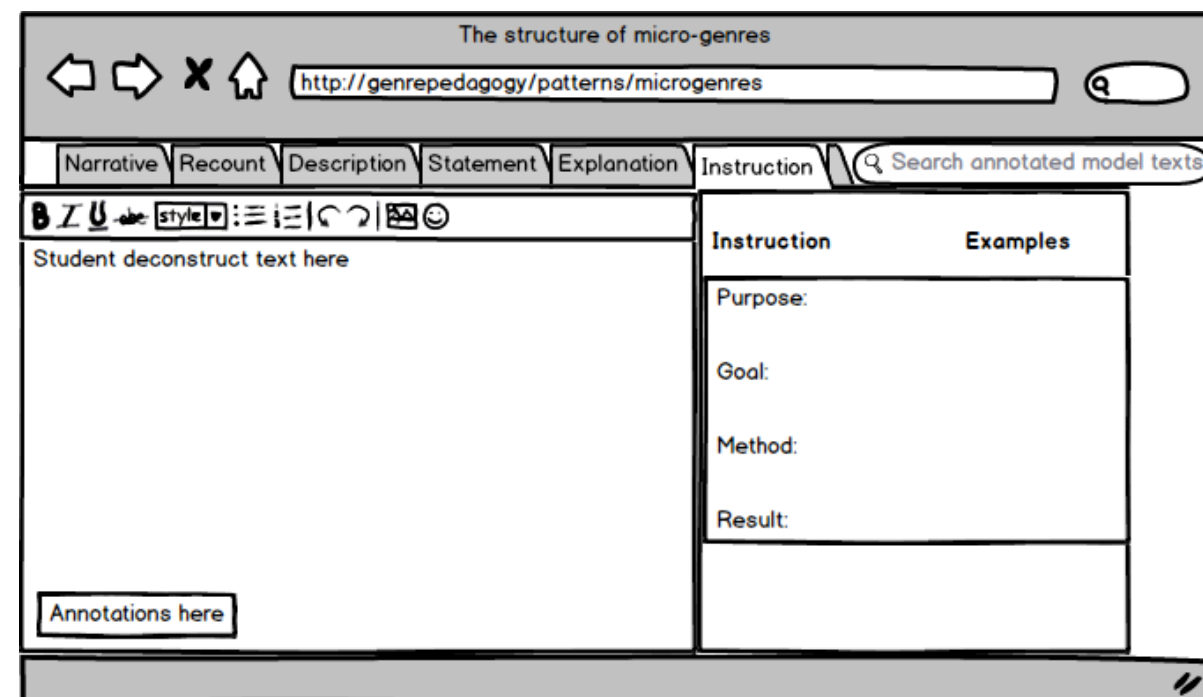 The structure of micro-genres
http://genrepedagogy/patterns/microgenres
Narrative Recount Description Statement Explanation Instruction Search annotated model texts
B I U abc style
Student deconstruct text here
Instruction Examples
Purpose:
Goal:
Method:
Result:
Annotations here